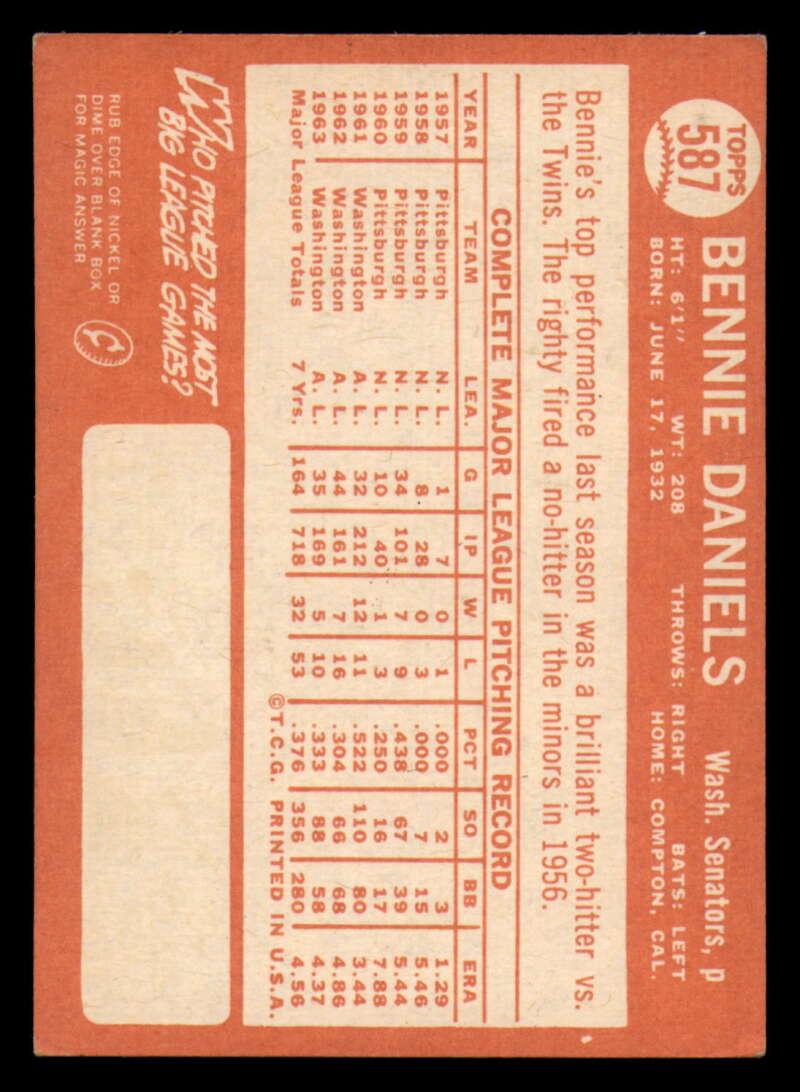 TOPPS
587
BENNIE DANIELS Wash. Senators, p
HT: 6'1" WT: 208 THROWS: RIGHT BATS: LEFT
BORN: JUNE 17, 1932 HOME: COMPTON, CAL.
Bennie's top performance last season was a brilliant two-hitter vs.
the Twins. The righty fired a no-hitter in the minors in 1956.
COMPLETE MAJOR LEAGUE PITCHING RECORD
YEAR TEAM LEA. G IP W L PCT SO BB ERA
1957 Pittsburgh N. L. 1 7 0 1 .000 2 3 1.29
1958 Pittsburgh N. L. 8 28 0 3 .000 7 15 5.46
1959 Pittsburgh N. L. 34 101 7 9 .438 67 39 5.44
1960 Pittsburgh N. L. 10 40 1 3 .250 16 17 7.88
1961 Washington A. L. 32 212 12 11 .522 110 80 3.44
1962 Washington A. L. 44 161 7 16 .304 66 68 4.86
1963 Washington A. L. 35 169 5 10 .333 88 58 4.37
Major League Totals 7 Yrs. 164 718 32 53 .376 356 280 4.56
©T.C.G. PRINTED IN U.S.A.
WHO PITCHED THE MOST
BIG LEAGUE GAMES?
RUB EDGE OF NICKEL OR
DIME OVER BLANK BOX
FOR MAGIC ANSWER